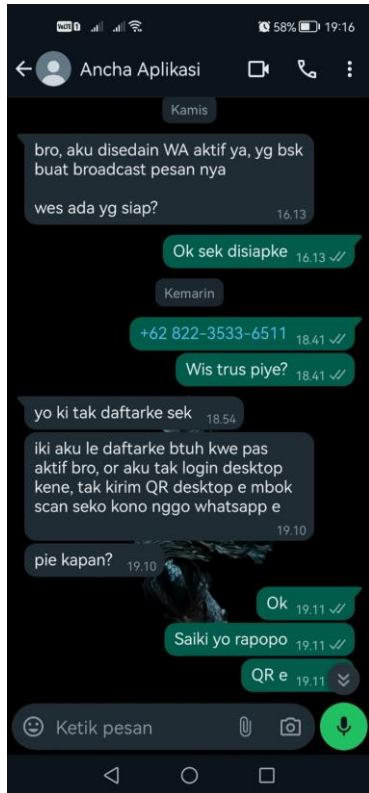 VoLTE 58% 19:16
Ancha Aplikasi
Kamis
bro, aku disedain WA aktif ya, yg bsk
buat broadcast pesan nya
wes ada yg siap?
16.13
Ok sek disiapke 16.13
Kemarin
+62 822-3533-6511 18.41
Wis trus piye? 18.41
yo ki tak daftarke sek 18.54
iki aku le daftarke btuh kwe pas
aktif bro, or aku tak login desktop
kene, tak kirim QR desktop e mbok
scan seko kono nggo whatsapp e
19.10
pie kapan? 19.10
Ok 19.11
Saiki yo rapopo 19.11
QR e 19.11
Ketik pesan